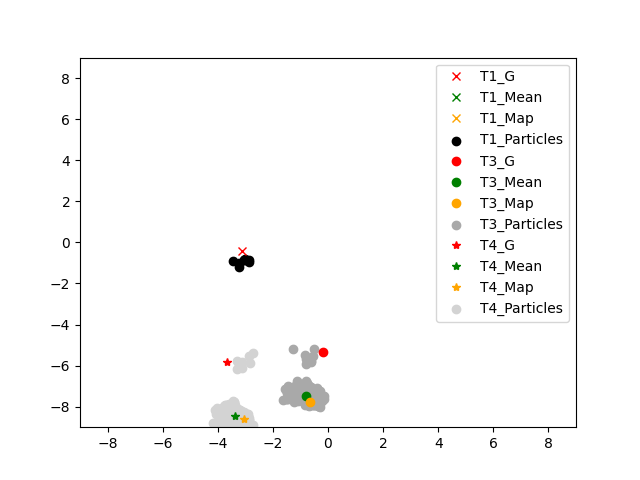 8
6
4
2
0
−2
−4
−6
−8
−8
−6
−4
−2
0
2
4
6
8
T1_G
T1_Mean
T1_Map
T1_Particles
T3_G
T3_Mean
T3_Map
T3_Particles
T4_G
T4_Mean
T4_Map
T4_Particles